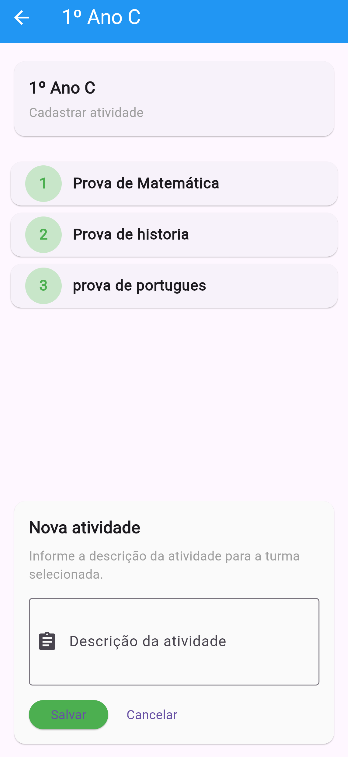 1º Ano C
1º Ano C
Cadastrar atividade
1 Prova de Matemática
2 Prova de historia
3 prova de portugues
Nova atividade
Informe a descrição da atividade para a turma
selecionada.
Descrição da atividade
Salvar Cancelar